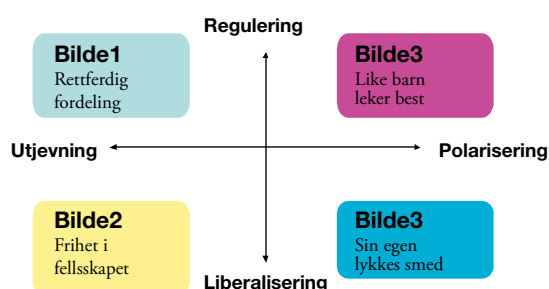 Regulering
Bilde1
Rettferdig
fordeling
Bilde3
Like barn
leker best
Utjevning
Polarisering
Bilde2
Frihet i
fellsskapet
Bilde3
Sin egen
lykkes smed
Liberalisering